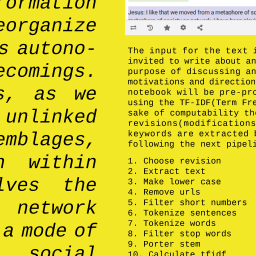 formation
eorganize
s autono-
ecomings.
s, as we
unlinked
emblages,
n within
lves the
network
a mode of
social
Jesus: I like that we moved from a metaphore of sc
The input for the text i
invited to write about an
purpose of discussing an
motivations and direction
notebook will be pre-pro
using the TF-IDF(Term Fre
sake of computability the
revisions(modifications
keywords are extracted b
following the next pipeli
1. Choose revision
2. Extract text
3. Make lower case
4. Remove urls
5. Filter short numbers
6. Tokenize sentences
7. Tokenize words
8. Filter stop words
9. Porter stem
10. Calculate tfidf